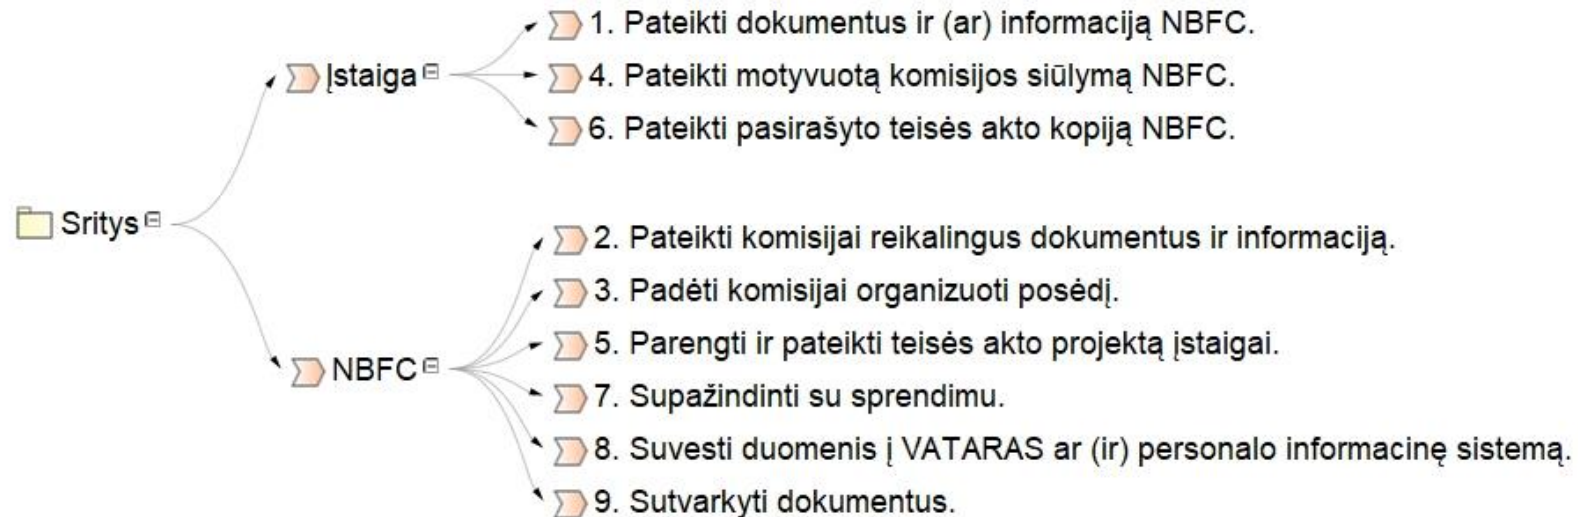 1. Pateikti dokumentus ir (ar) informaciją NBFC.
Įstaiga
4. Pateikti motyvuotą komisijos siūlymą NBFC.
6. Pateikti pasirašyto teisės akto kopiją NBFC.
Sritys
2. Pateikti komisijai reikalingus dokumentus ir informaciją.
3. Padėti komisijai organizuoti posėdį.
5. Parengti ir pateikti teisės akto projektą įstaigai.
NBFC
7. Supažindinti su sprendimu.
8. Suvesti duomenis į VATARAS ar (ir) personalo informacinę sistemą.
9. Sutvarkyti dokumentus.